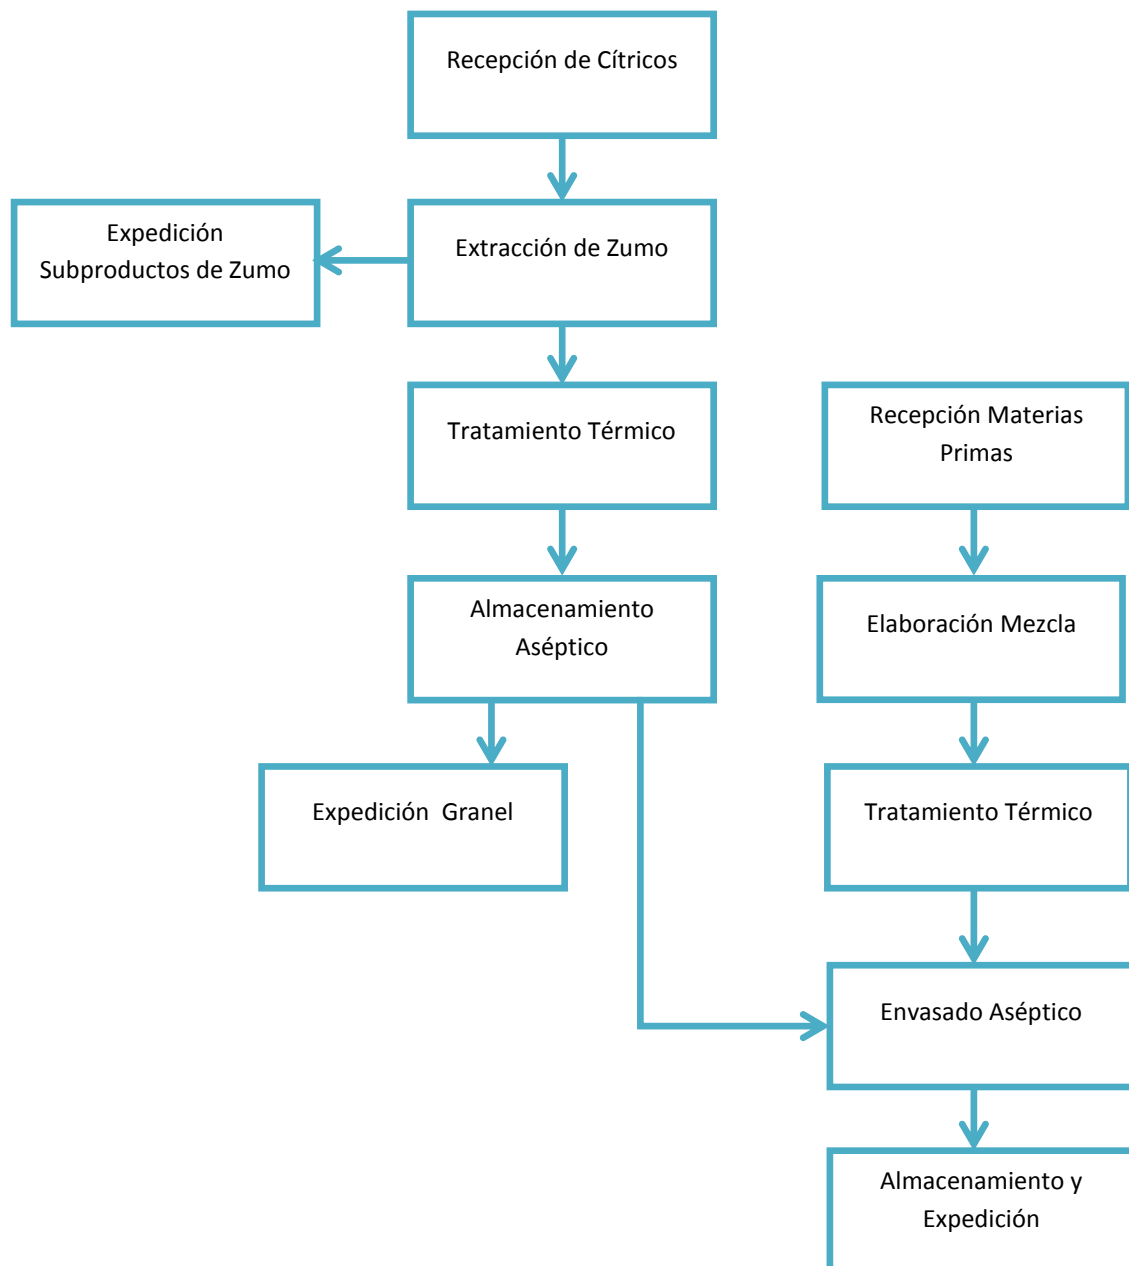 Recepción de Cítricos
Expedición
Subproductos de Zumo
Extracción de Zumo
Tratamiento Térmico
Recepción Materias
Primas
Almacenamiento
Aséptico
Elaboración Mezcla
Expedición  Granel
Tratamiento Térmico
Envasado Aséptico
Almacenamiento y
Expedición